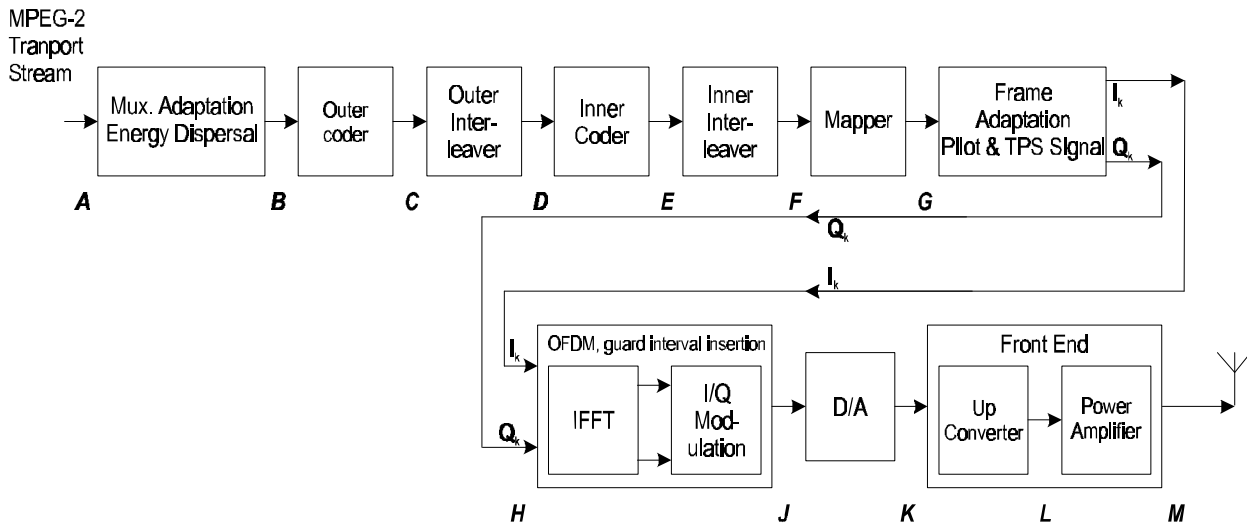 MPEG-2
Tranport
Stream
Mux. Adaptation
Energy Dispersal
Outer
coder
Outer
Inter-
leaver
Inner
Coder
Inner
Inter-
leaver
Mapper
Frame
Adaptation
Pilot & TPS Signal
Ik
Qk
A
B
C
D
E
F
G
Qk
Ik
Ik
Qk
OFDM, guard interval insertion
IFFT
I/Q
Mod-
ulation
D/A
Front End
Up
Converter
Power
Amplifier
H
J
K
L
M